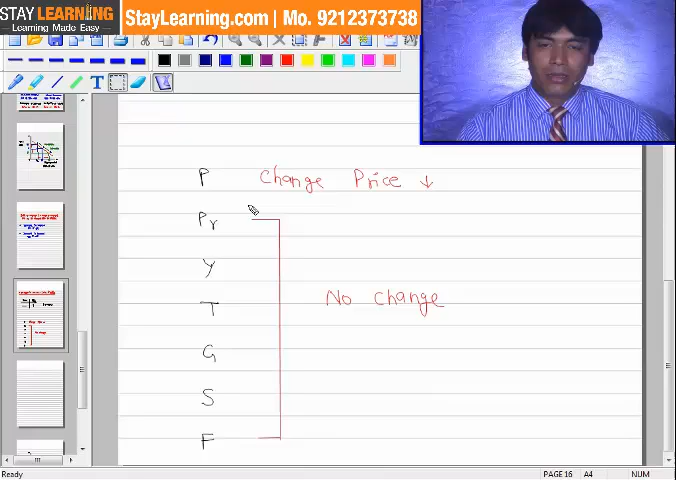 STAY LEARNING
Learning Made Easy
StayLearning.com | Mo. 9212373738
P Change Price ↓
Pr
Y
T
No change
G
S
F
Ready
PAGE 16 A4 NUM